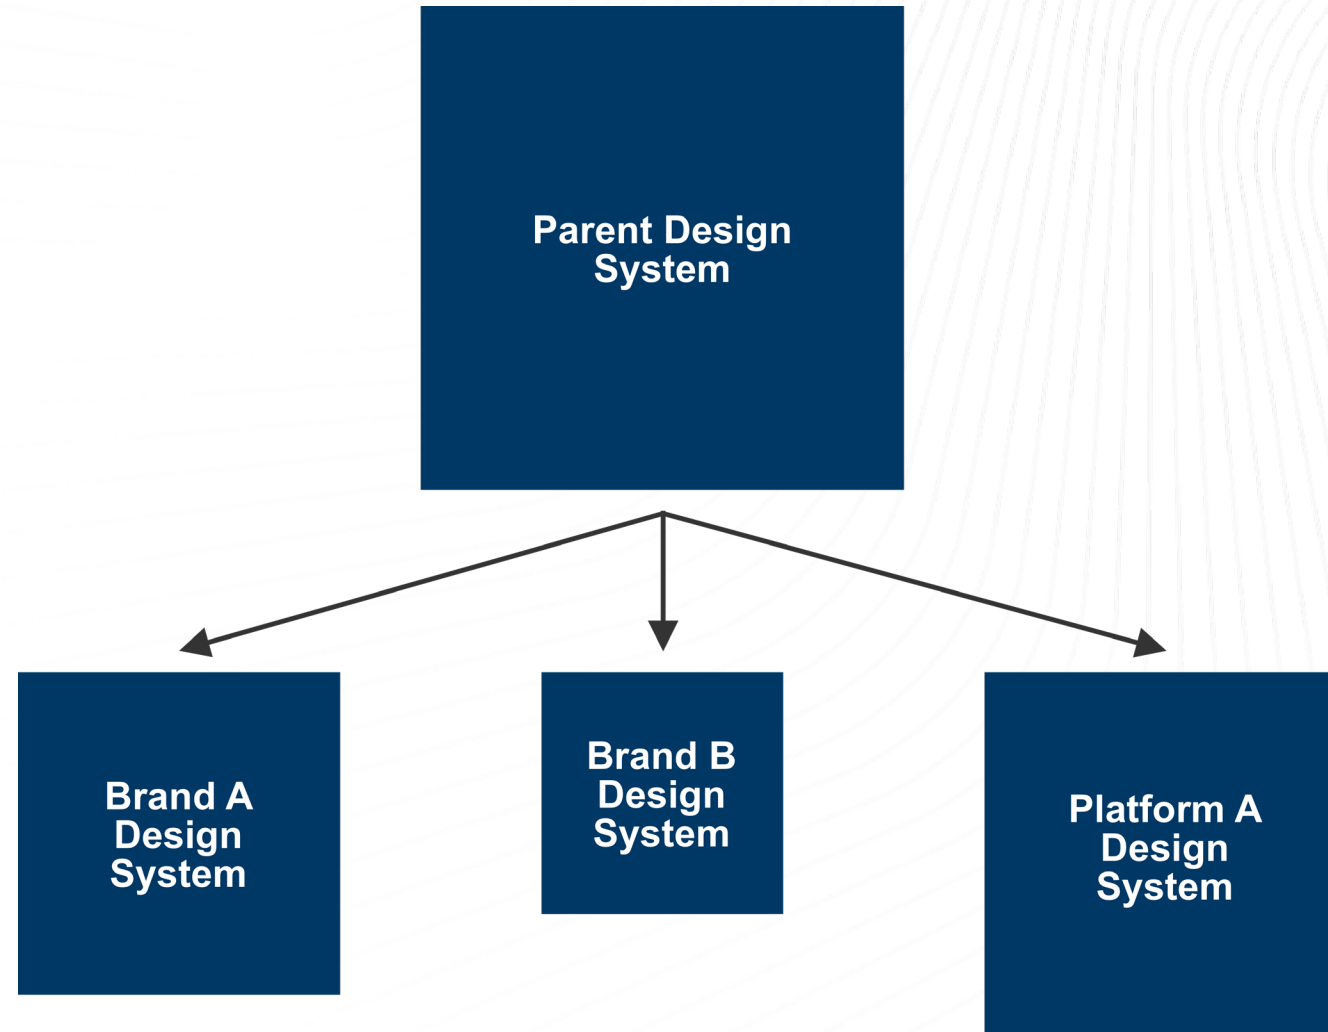 Parent Design
System
Brand A
Design
System
Brand B
Design
System
Platform A
Design
System